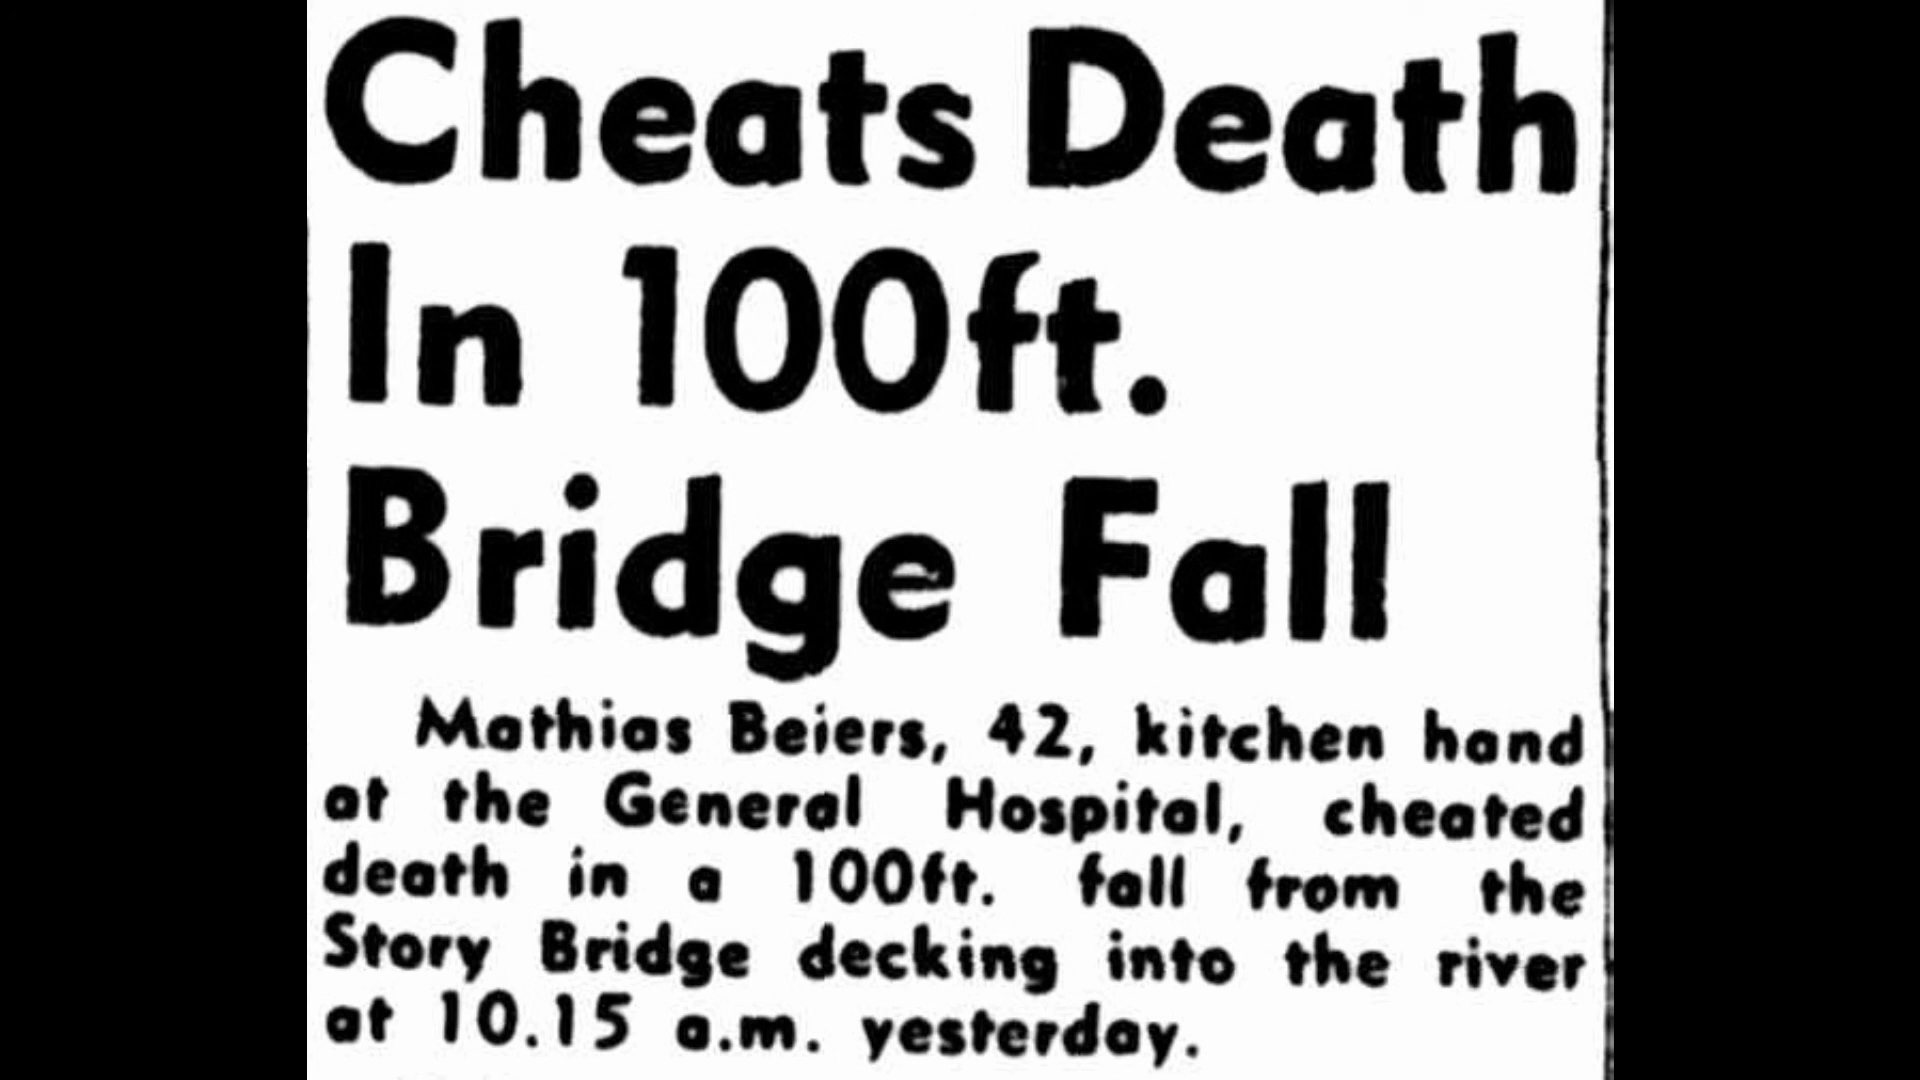 Cheats Death
In 100ft.
Bridge Fall
Mathias Beiers, 42, kitchen hand
at the General Hospital, cheated
death in a 100ft. fall from the
Story Bridge decking into the river
at 10.15 a.m. yesterday.